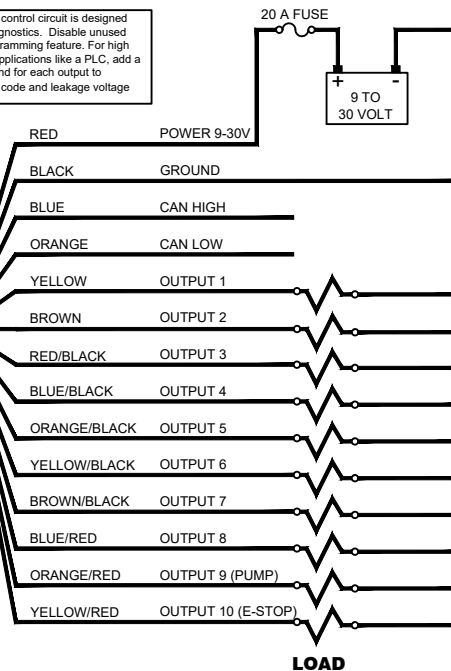 control circuit is designed
gnostics. Disable unused
ramming feature. For high
pplications like a PLC, add a
nd for each output to
code and leakage voltage
20 A FUSE
+ -
9 TO
30 VOLT
RED POWER 9-30V
BLACK GROUND
BLUE CAN HIGH
ORANGE CAN LOW
YELLOW OUTPUT 1
BROWN OUTPUT 2
RED/BLACK OUTPUT 3
BLUE/BLACK OUTPUT 4
ORANGE/BLACK OUTPUT 5
YELLOW/BLACK OUTPUT 6
BROWN/BLACK OUTPUT 7
BLUE/RED OUTPUT 8
ORANGE/RED OUTPUT 9 (PUMP)
YELLOW/RED OUTPUT 10 (E-STOP)
LOAD